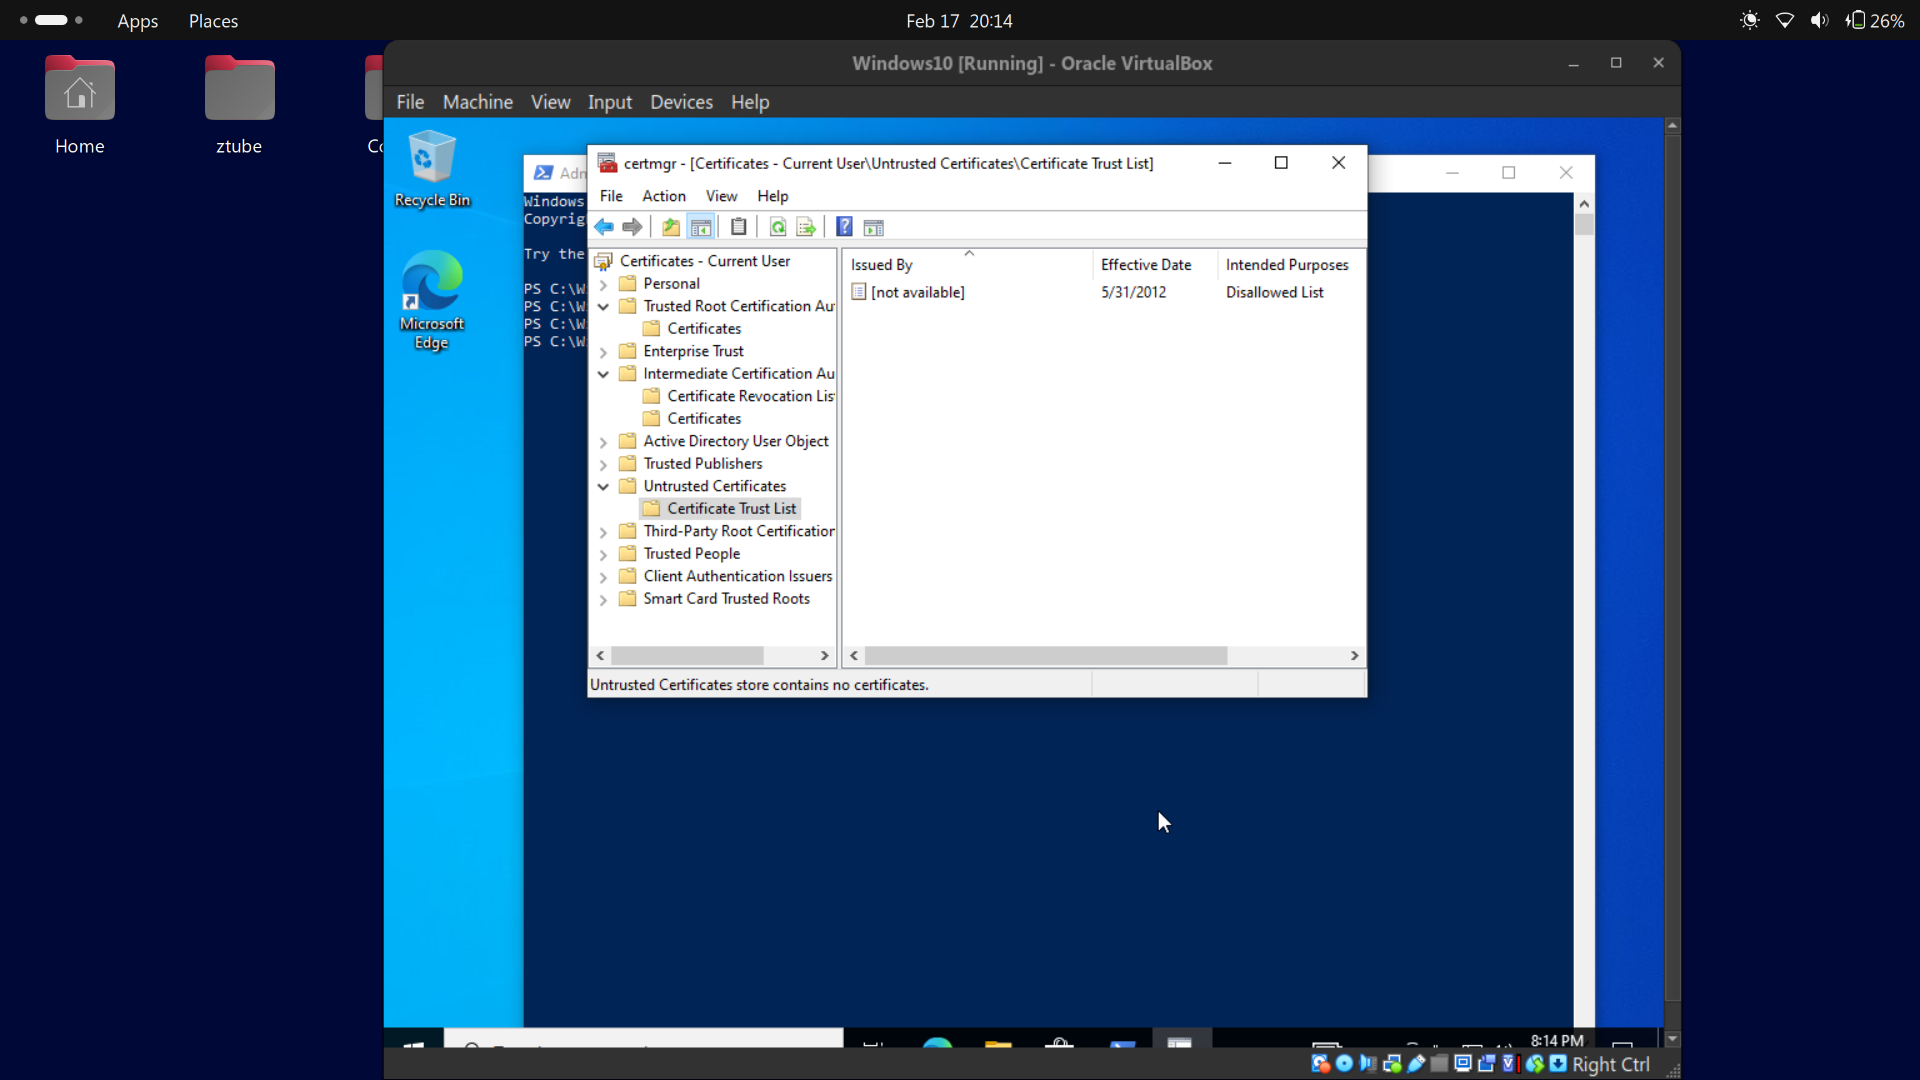 Apps Places Feb 17 20:14 26%
Windows10 [Running] - Oracle VirtualBox
File Machine View Input Devices Help
Home
ztube
Recycle Bin
Microsoft
Edge
certmgr - [Certificates - Current User\Untrusted Certificates\Certificate Trust List]
File Action View Help
Windows
Try the
PS C:\W
PS C:\W
PS C:\W
PS C:\W
Certificates - Current User
Personal
Trusted Root Certification Au
Certificates
Enterprise Trust
Intermediate Certification Au
Certificate Revocation Lis
Certificates
Active Directory User Object
Trusted Publishers
Untrusted Certificates
Certificate Trust List
Third-Party Root Certification
Trusted People
Client Authentication Issuers
Smart Card Trusted Roots
Issued By Effective Date Intended Purposes
[not available] 5/31/2012 Disallowed List
Untrusted Certificates store contains no certificates.
8:14 PM
Right Ctrl